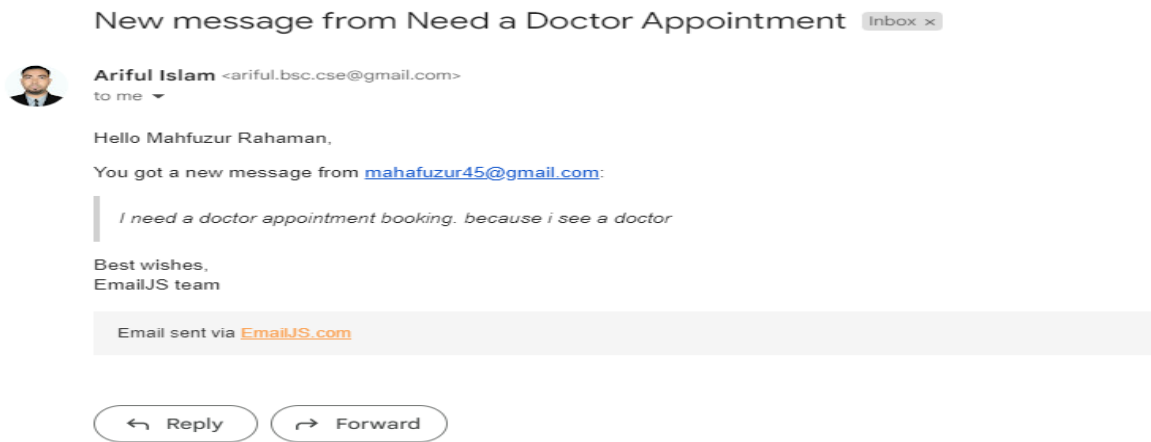 New message from Need a Doctor Appointment Inbox ×
Ariful Islam <ariful.bsc.cse@gmail.com>
to me
Hello Mahfuzur Rahaman,
You got a new message from mahafuzur45@gmail.com:
I need a doctor appointment booking. because i see a doctor
Best wishes,
EmailJS team
Email sent via EmailJS.com
Reply Forward